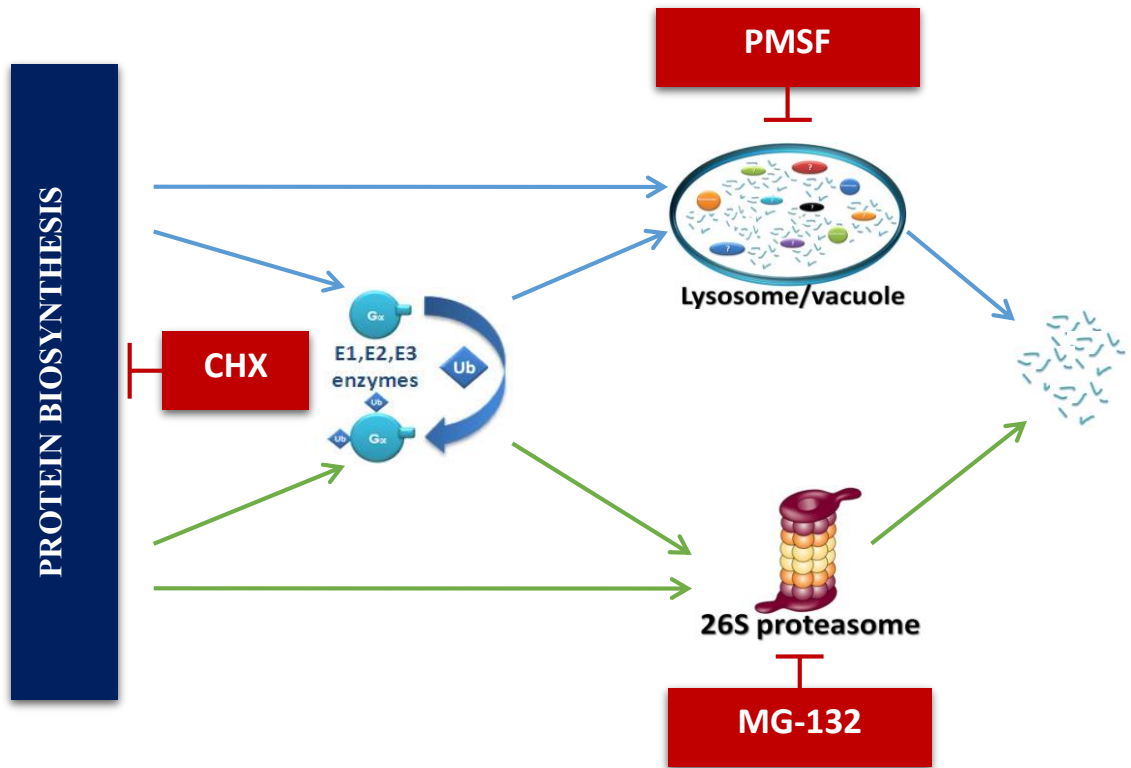 PMSF
PROTEIN BIOSYNTHESIS
?
?
?
?
?
?
?
Lysosome/vacuole
Gα
E1,E2,E3
enzymes
Ub
Ub
Ub
Gα
CHX
26S proteasome
MG-132